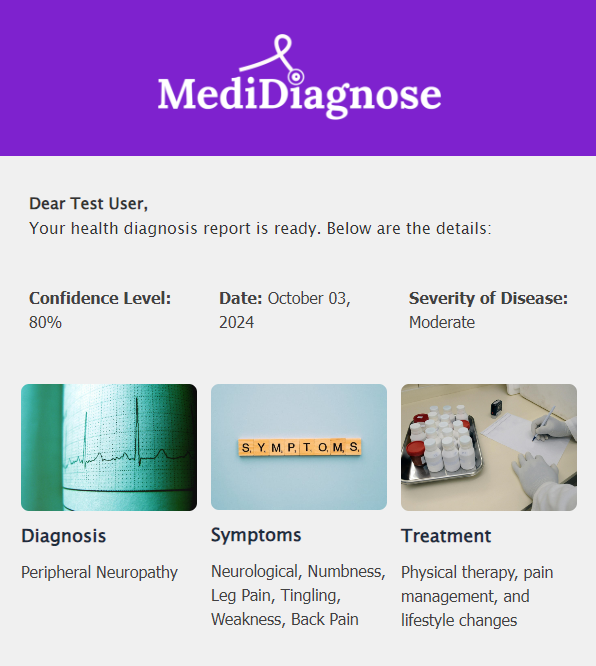 MediDiagnose
Dear Test User,
Your health diagnosis report is ready. Below are the details:
Confidence Level:
80%
Date: October 03,
2024
Severity of Disease:
Moderate
SYMPTOMS
Diagnosis
Peripheral Neuropathy
Symptoms
Neurological, Numbness,
Leg Pain, Tingling,
Weakness, Back Pain
Treatment
Physical therapy, pain
management, and
lifestyle changes